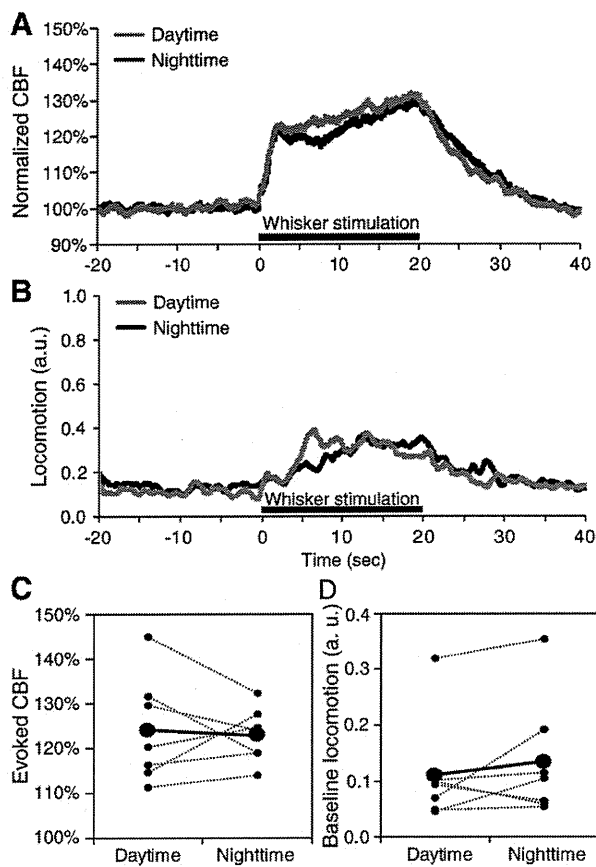 A
150%
140%
130%
120%
110%
100%
90%
Normalized CBF
Daytime
Nighttime
Whisker stimulation
-20 -10 0 10 20 30 40
B
1.0
0.8
0.6
0.4
0.2
0.0
Locomotion (a.u.)
Daytime
Nighttime
Whisker stimulation
-20 -10 0 10 20 30 40
Time (sec)
C
150%
140%
130%
120%
110%
100%
Evoked CBF
Daytime Nighttime
D
0.4
0.3
0.2
0.1
0.0
Baseline locomotion (a. u.)
Daytime Nighttime